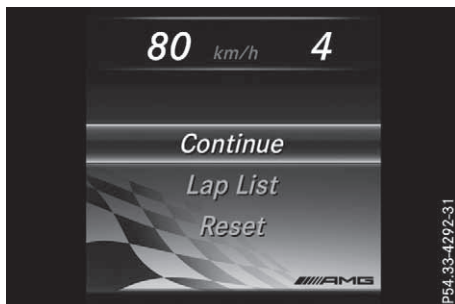 80 km/h 4
Continue
Lap List
Reset
AMG
P54.33-4292-31